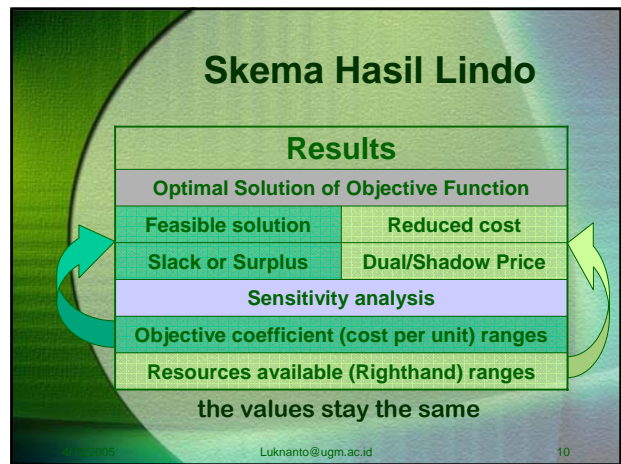 Skema Hasil Lindo
Results
Optimal Solution of Objective Function
Feasible solution Reduced cost
Slack or Surplus Dual/Shadow Price
Sensitivity analysis
Objective coefficient (cost per unit) ranges
Resources available (Righthand) ranges
the values stay the same
Luknanto@ugm.ac.id 10